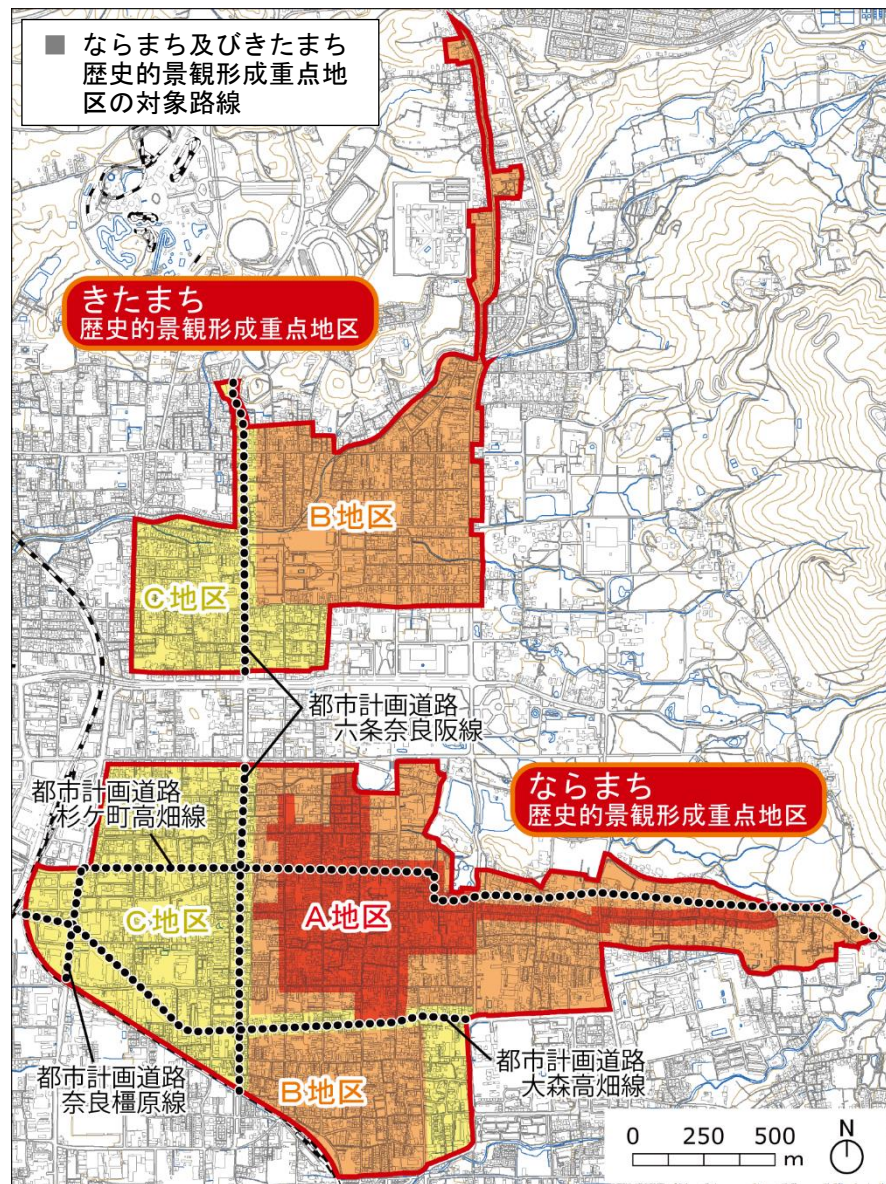 ■ ならまち及びきたまち
歴史的景観形成重点地
区の対象路線
きたまち
歴史的景観形成重点地区
B地区
C地区
都市計画道路
六条奈良阪線
都市計画道路
杉ケ町高畑線
ならまち
歴史的景観形成重点地区
C地区
A地区
都市計画道路
奈良橿原線
B地区
都市計画道路
大森高畑線
0 250 500
m
N